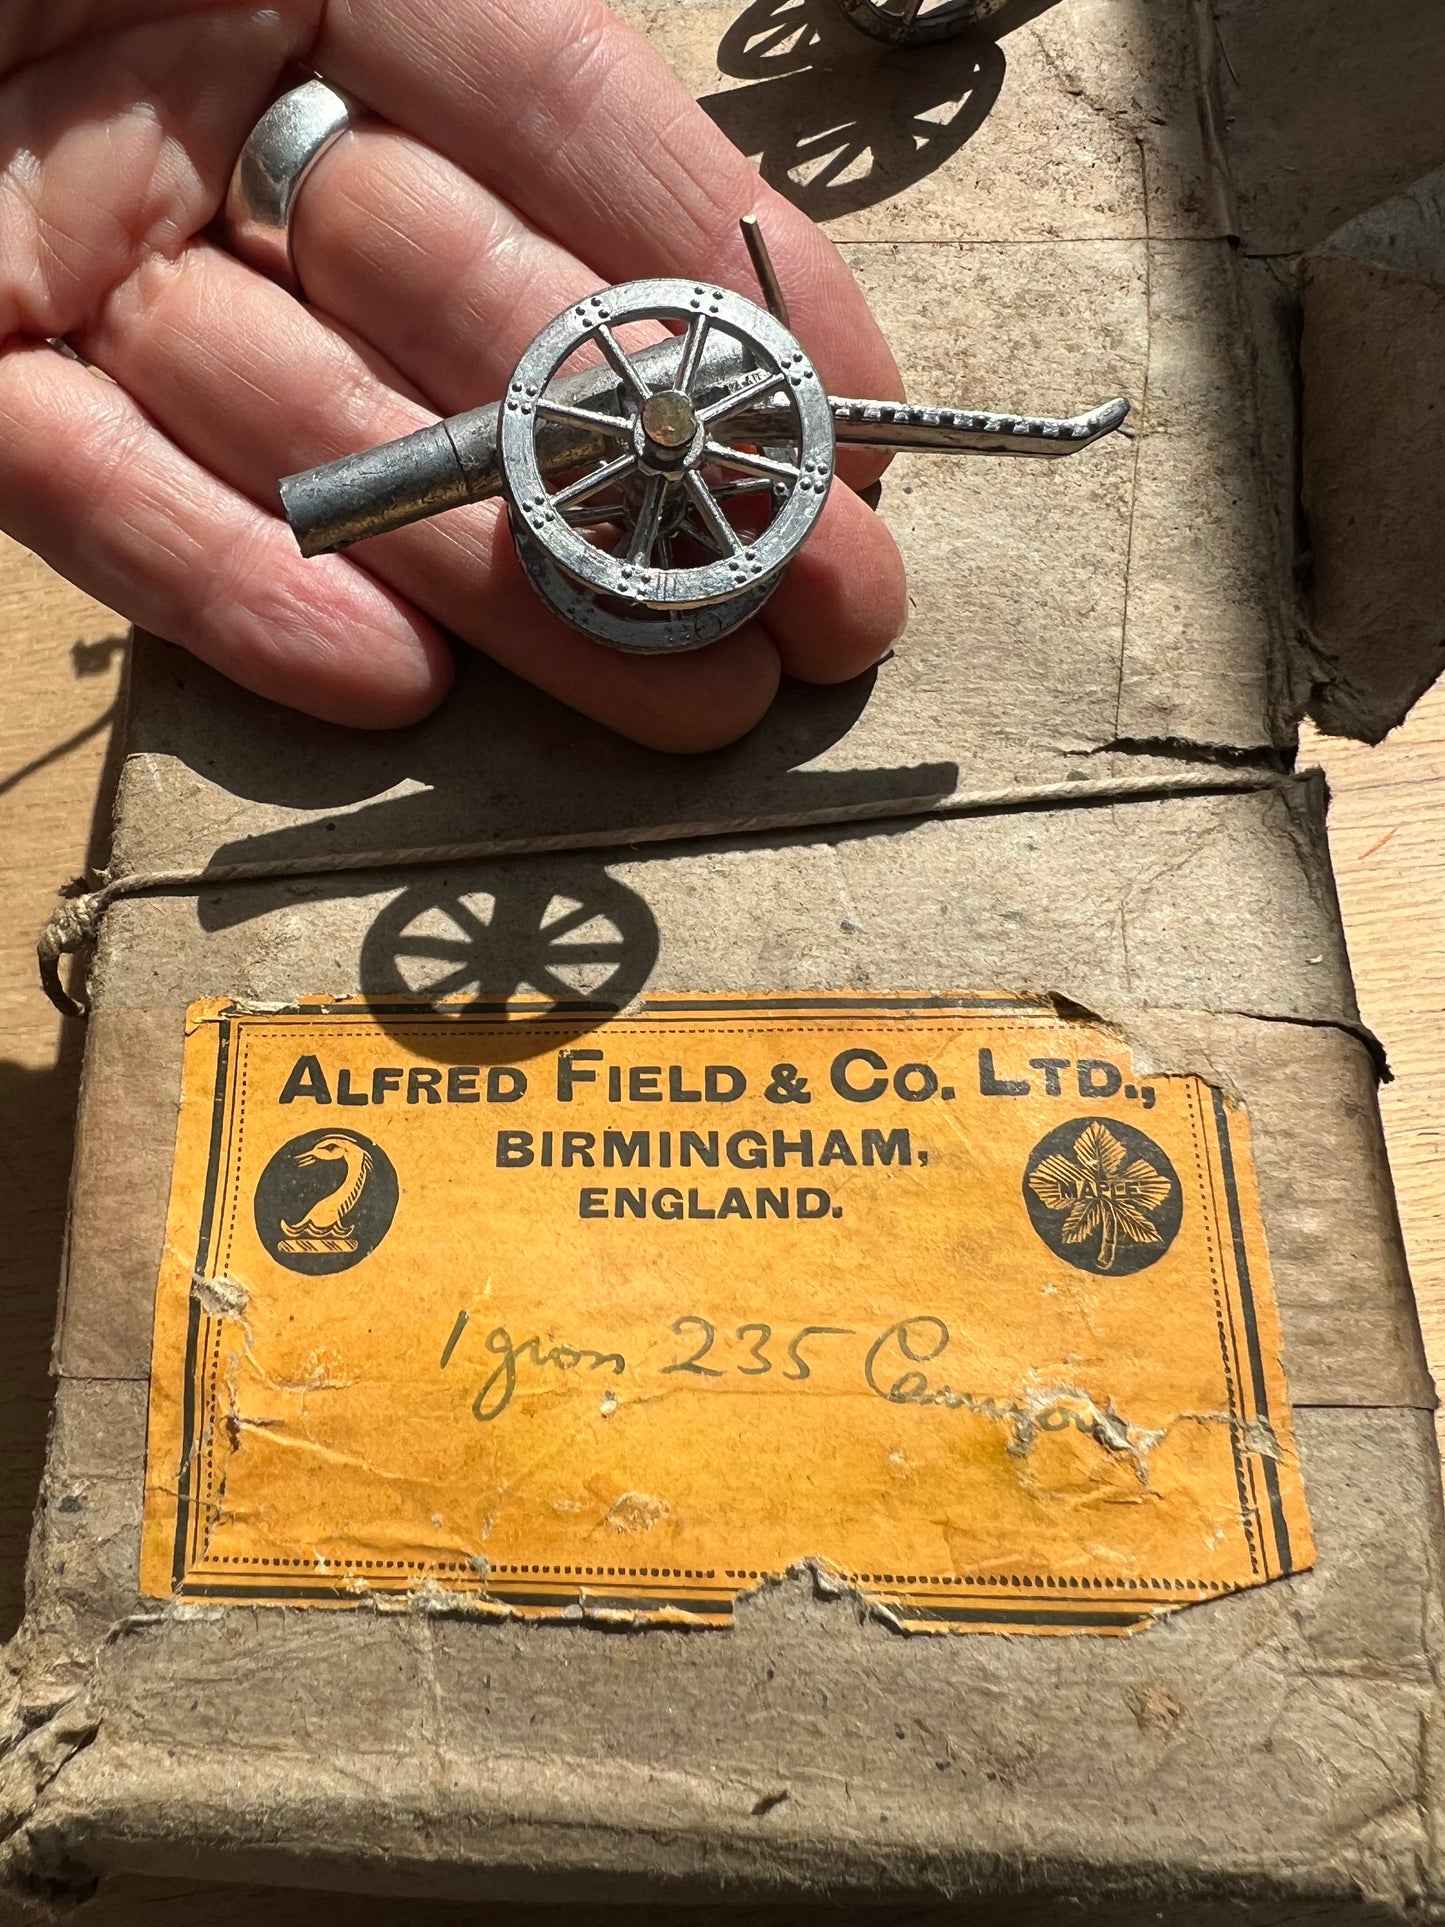 ALFRED FIELD & CO. LTD.,
BIRMINGHAM,
ENGLAND.
MAPLE
1 gross 235 Cannon